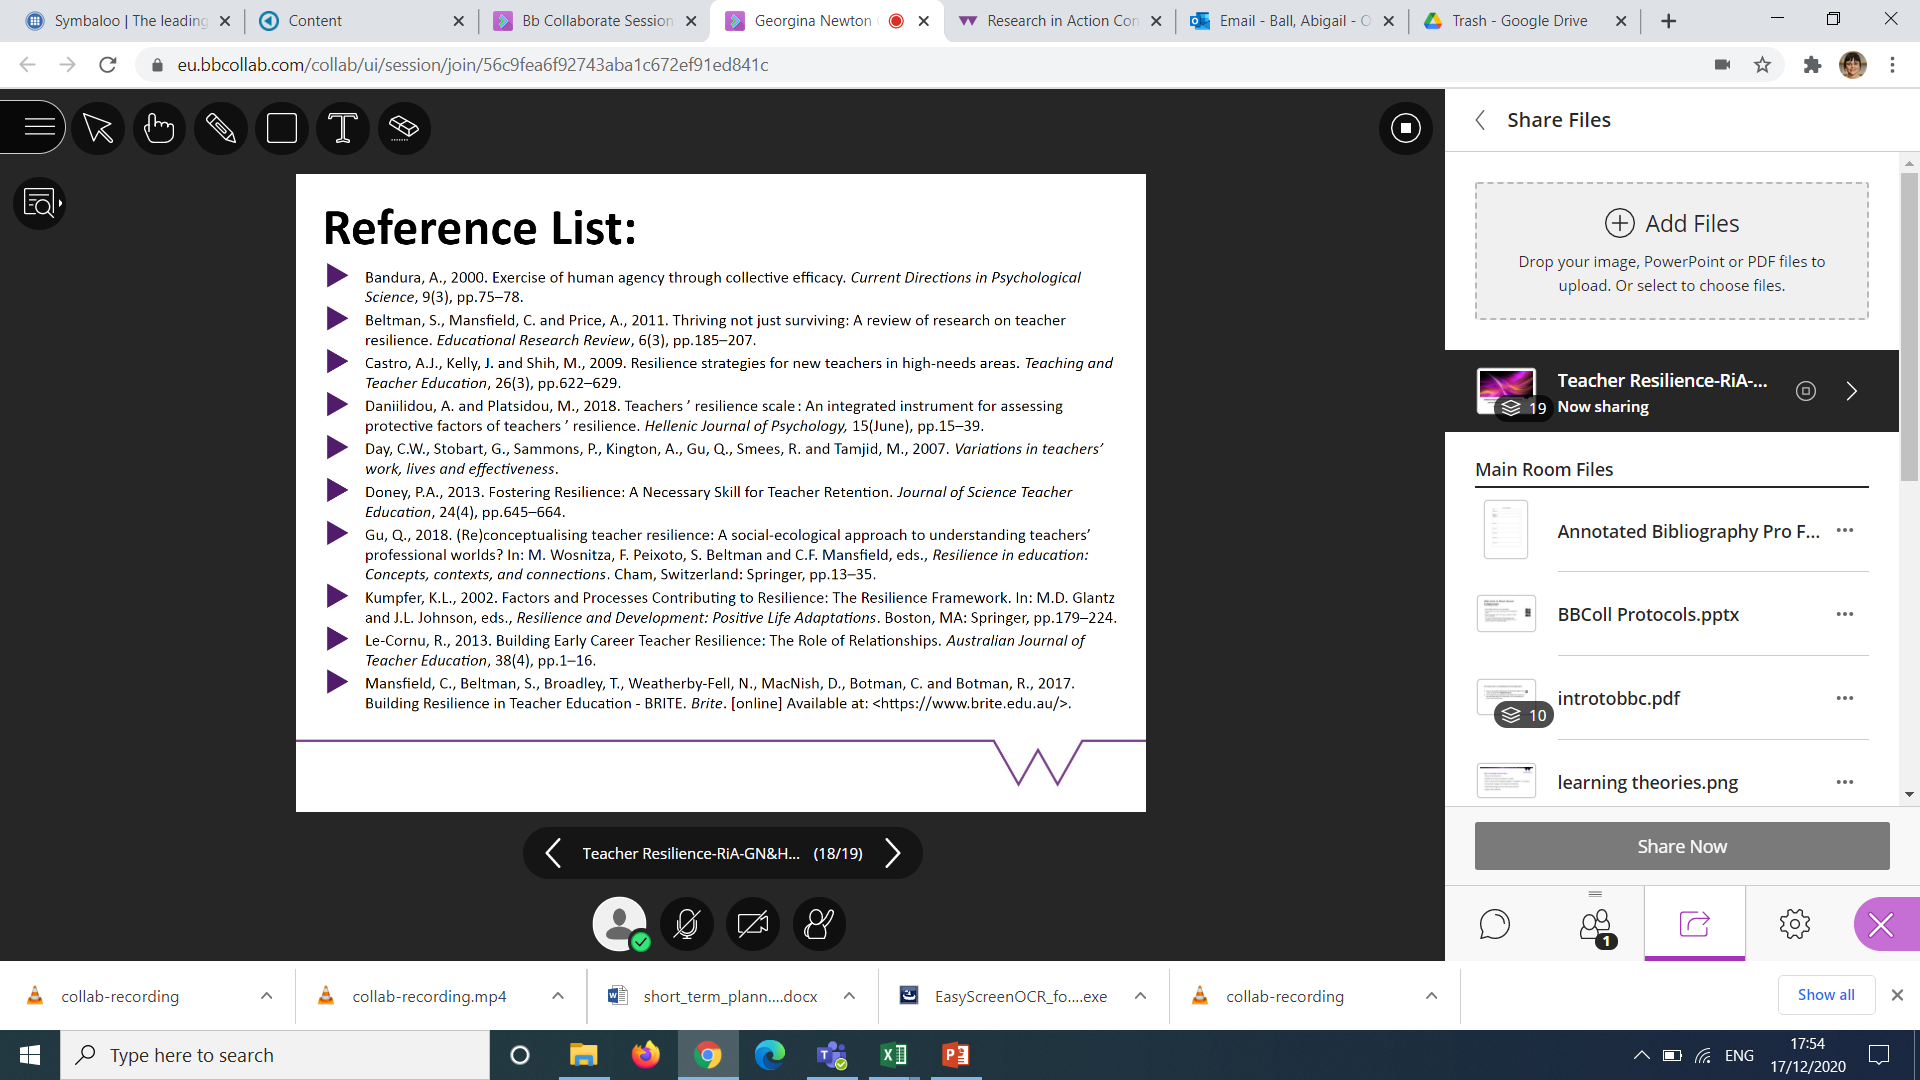 Symbaloo | The leading
Content
Bb Collaborate Session
Georgina Newton
Research in Action Con
Email - Ball, Abigail - O
Trash - Google Drive
eu.bbcollab.com/collab/ui/session/join/56c9fea6f92743aba1c672ef91ed841c
Reference List:
Bandura, A., 2000. Exercise of human agency through collective efficacy. Current Directions in Psychological
Science, 9(3), pp.75–78.
Beltman, S., Mansfield, C. and Price, A., 2011. Thriving not just surviving: A review of research on teacher
resilience. Educational Research Review, 6(3), pp.185–207.
Castro, A.J., Kelly, J. and Shih, M., 2009. Resilience strategies for new teachers in high-needs areas. Teaching and
Teacher Education, 26(3), pp.622–629.
Daniilidou, A. and Platsidou, M., 2018. Teachers ’ resilience scale : An integrated instrument for assessing
protective factors of teachers ’ resilience. Hellenic Journal of Psychology, 15(June), pp.15–39.
Day, C.W., Stobart, G., Sammons, P., Kington, A., Gu, Q., Smees, R. and Tamjid, M., 2007. Variations in teachers’
work, lives and effectiveness.
Doney, P.A., 2013. Fostering Resilience: A Necessary Skill for Teacher Retention. Journal of Science Teacher
Education, 24(4), pp.645–664.
Gu, Q., 2018. (Re)conceptualising teacher resilience: A social-ecological approach to understanding teachers’
professional worlds? In: M. Wosnitza, F. Peixoto, S. Beltman and C.F. Mansfield, eds., Resilience in education:
Concepts, contexts, and connections. Cham, Switzerland: Springer, pp.13–35.
Kumpfer, K.L., 2002. Factors and Processes Contributing to Resilience: The Resilience Framework. In: M.D. Glantz
and J.L. Johnson, eds., Resilience and Development: Positive Life Adaptations. Boston, MA: Springer, pp.179–224.
Le-Cornu, R., 2013. Building Early Career Teacher Resilience: The Role of Relationships. Australian Journal of
Teacher Education, 38(4), pp.1–16.
Mansfield, C., Beltman, S., Broadley, T., Weatherby-Fell, N., MacNish, D., Botman, C. and Botman, R., 2017.
Building Resilience in Teacher Education - BRITE. Brite. [online] Available at: <https://www.brite.edu.au/>.
Teacher Resilience-RiA-GN&H... (18/19)
Share Files
Add Files
Drop your image, PowerPoint or PDF files to
upload. Or select to choose files.
Teacher Resilience-RiA-...
19 Now sharing
Main Room Files
Annotated Bibliography Pro F...
BBColl Protocols.pptx
introtobbc.pdf
10
learning theories.png
Share Now
1
collab-recording
collab-recording.mp4
short_term_plann....docx
EasyScreenOCR_fo....exe
collab-recording
Show all
Type here to search
ENG
17:54
17/12/2020